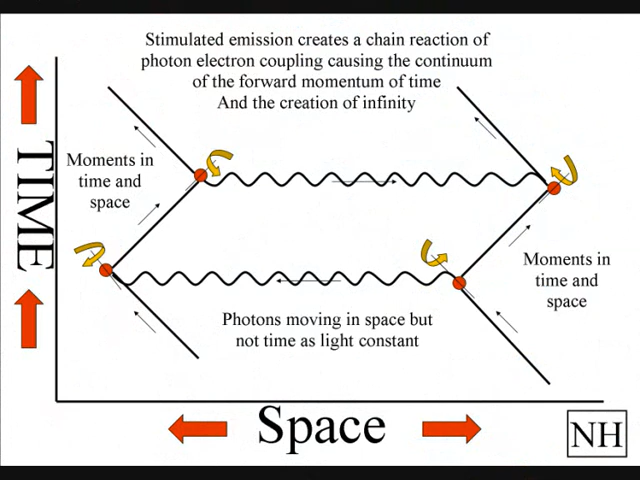 Stimulated emission creates a chain reaction of
photon electron coupling causing the continuum
of the forward momentum of time
And the creation of infinity
TIME
Moments in
time and
space
Moments in
time and
space
Photons moving in space but
not time as light constant
Space
NH